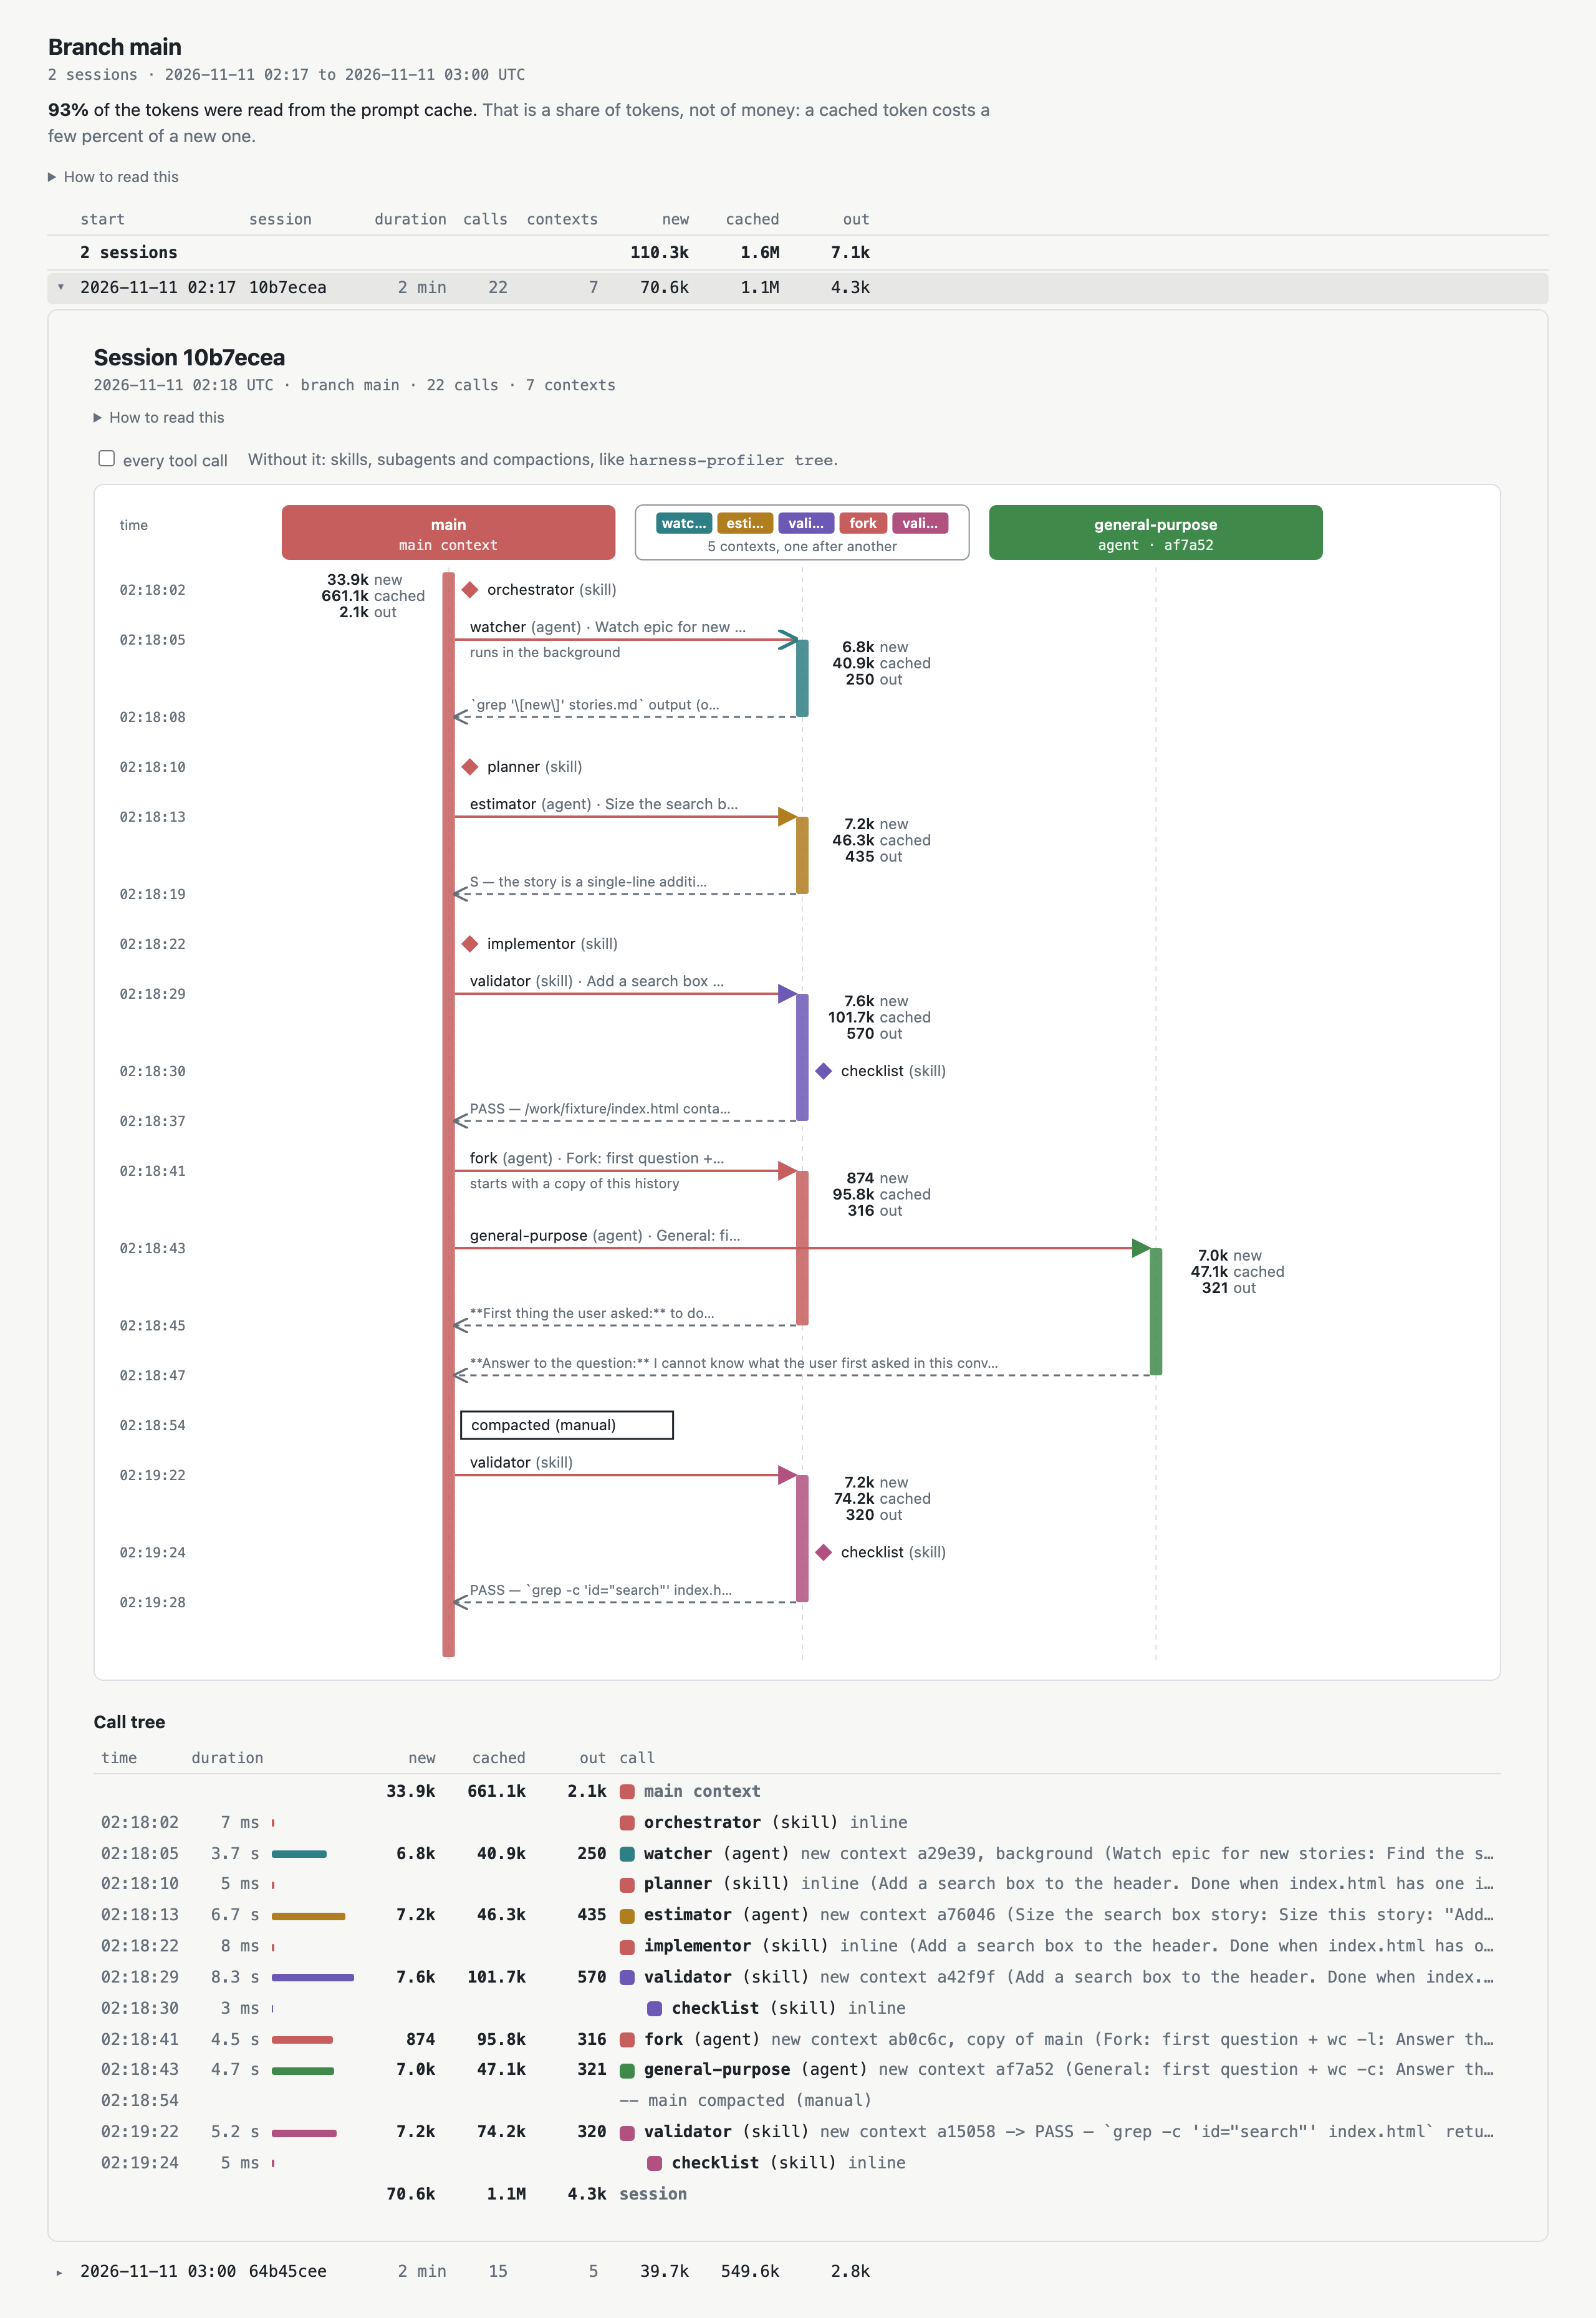 Branch main
2 sessions · 2026-11-11 02:17 to 2026-11-11 03:00 UTC
93% of the tokens were read from the prompt cache. That is a share of tokens, not of money: a cached token costs a
few percent of a new one.
▶ How to read this
start session duration calls contexts new cached out
2 sessions 110.3k 1.6M 7.1k
▾ 2026-11-11 02:17 10b7ecea 2 min 22 7 70.6k 1.1M 4.3k
Session 10b7ecea
2026-11-11 02:18 UTC · branch main · 22 calls · 7 contexts
▶ How to read this
every tool call Without it: skills, subagents and compactions, like harness-profiler tree.
time
main
main context
watc… esti… vali… fork vali…
5 contexts, one after another
general-purpose
agent · af7a52
33.9k new
661.1k cached
2.1k out
02:18:02 orchestrator (skill)
watcher (agent) · Watch epic for new …
02:18:05
runs in the background
6.8k new
40.9k cached
250 out
`grep '\[new\]' stories.md` output (o…
02:18:08
02:18:10 planner (skill)
estimator (agent) · Size the search b…
02:18:13
7.2k new
46.3k cached
435 out
S — the story is a single-line additi…
02:18:19
02:18:22 implementor (skill)
validator (skill) · Add a search box …
02:18:29
7.6k new
101.7k cached
570 out
02:18:30 checklist (skill)
PASS — /work/fixture/index.html conta…
02:18:37
fork (agent) · Fork: first question +…
02:18:41
starts with a copy of this history
874 new
95.8k cached
316 out
general-purpose (agent) · General: fi…
02:18:43
7.0k new
47.1k cached
321 out
**First thing the user asked:** to do…
02:18:45
**Answer to the question:** I cannot know what the user first asked in this conv…
02:18:47
02:18:54 compacted (manual)
validator (skill)
02:19:22
7.2k new
74.2k cached
320 out
02:19:24 checklist (skill)
PASS — `grep -c 'id="search"' index.h…
02:19:28
Call tree
time duration new cached out call
33.9k 661.1k 2.1k main context
02:18:02 7 ms orchestrator (skill) inline
02:18:05 3.7 s 6.8k 40.9k 250 watcher (agent) new context a29e39, background (Watch epic for new stories: Find the s…
02:18:10 5 ms planner (skill) inline (Add a search box to the header. Done when index.html has one i…
02:18:13 6.7 s 7.2k 46.3k 435 estimator (agent) new context a76046 (Size the search box story: Size this story: "Add…
02:18:22 8 ms implementor (skill) inline (Add a search box to the header. Done when index.html has o…
02:18:29 8.3 s 7.6k 101.7k 570 validator (skill) new context a42f9f (Add a search box to the header. Done when index.…
02:18:30 3 ms checklist (skill) inline
02:18:41 4.5 s 874 95.8k 316 fork (agent) new context ab0c6c, copy of main (Fork: first question + wc -l: Answer th…
02:18:43 4.7 s 7.0k 47.1k 321 general-purpose (agent) new context af7a52 (General: first question + wc -c: Answer th…
02:18:54 —— main compacted (manual)
02:19:22 5.2 s 7.2k 74.2k 320 validator (skill) new context a15058 -> PASS — `grep -c 'id="search"' index.html` retu…
02:19:24 5 ms checklist (skill) inline
70.6k 1.1M 4.3k session
▸ 2026-11-11 03:00 64b45cee 2 min 15 5 39.7k 549.6k 2.8k